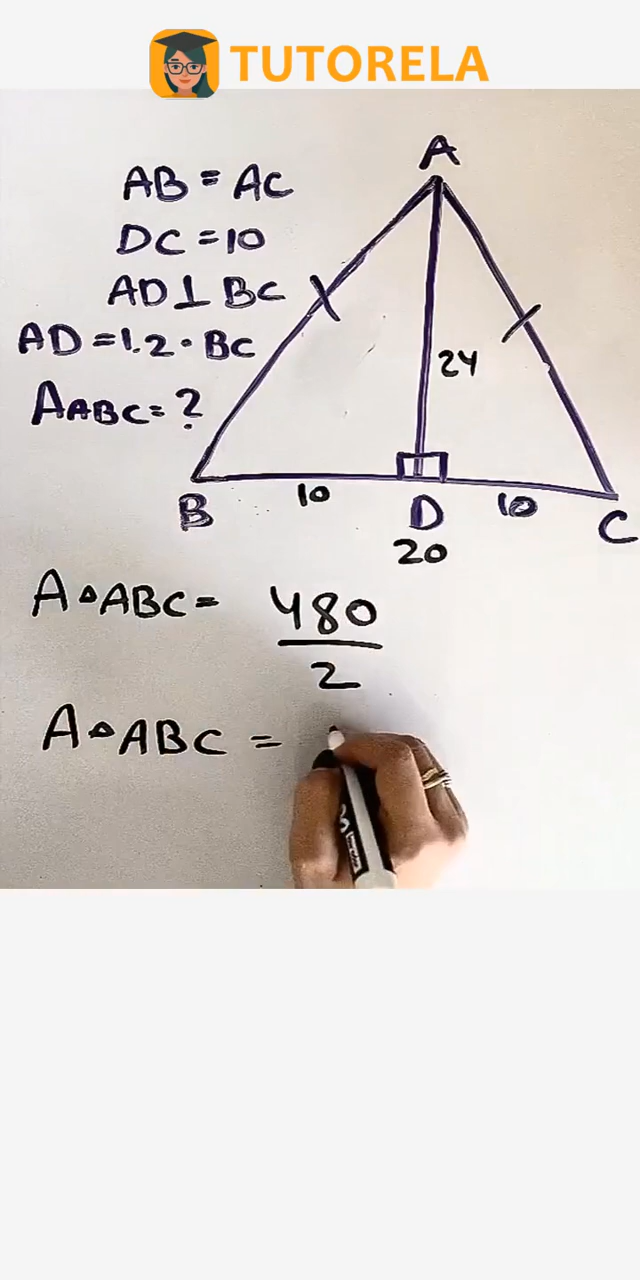 TUTORELA
A
AB = AC
DC = 10
AD ⊥ BC
AD = 1.2 · BC
24
AABC = ?
B
10
D
10
C
20
A△ABC = 480/2
A△ABC =